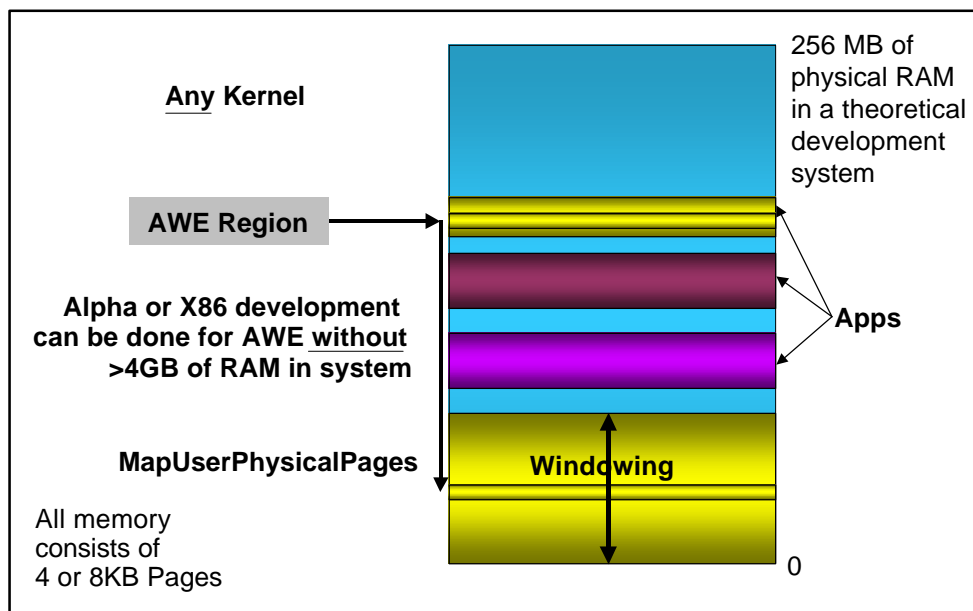 Any Kernel
256 MB of
physical RAM
in a theoretical
development
system
AWE Region
Alpha or X86 development
can be done for AWE without
>4GB of RAM in system
Apps
MapUserPhysicalPages
Windowing
All memory
consists of
4 or 8KB Pages
0